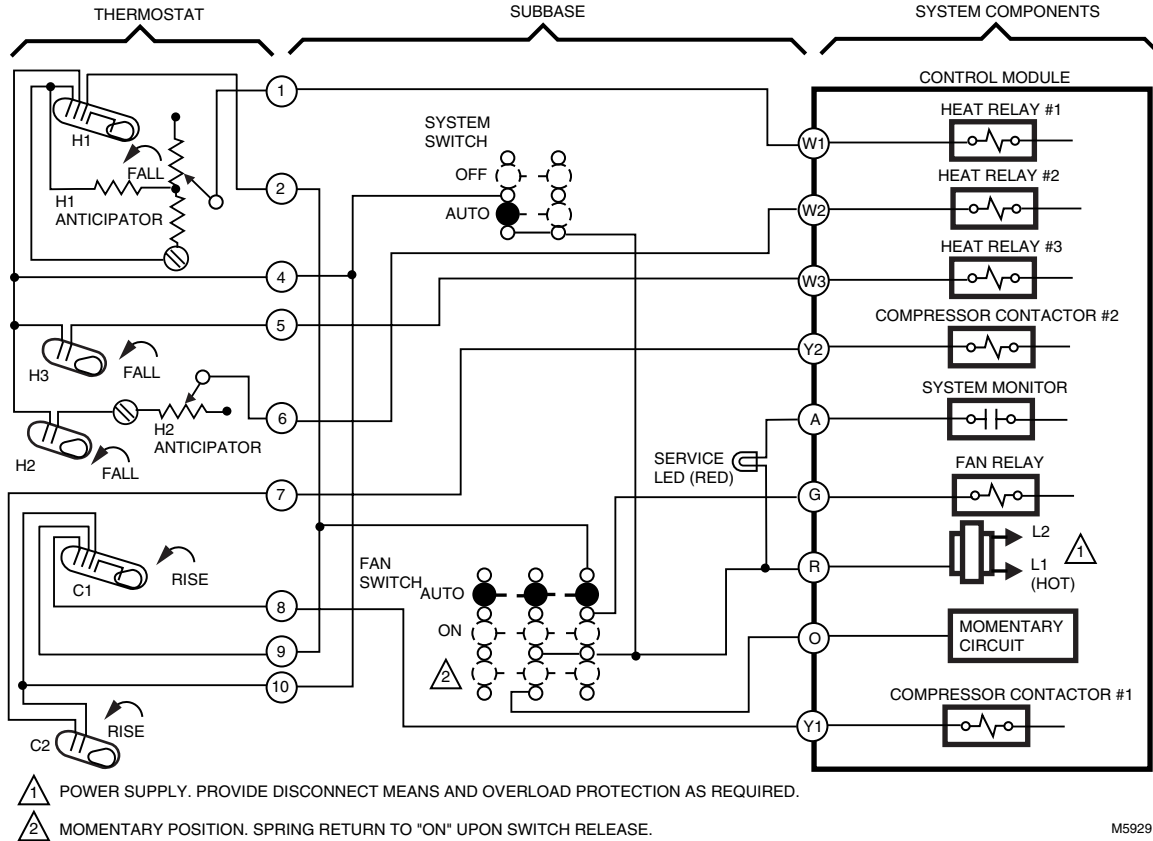 THERMOSTAT
SUBBASE
SYSTEM COMPONENTS
CONTROL MODULE
H1
FALL
H1
ANTICIPATOR
1
2
4
5
6
7
8
9
10
H3
FALL
H2
ANTICIPATOR
H2
FALL
C1
RISE
C2
RISE
SYSTEM
SWITCH
OFF
AUTO
SERVICE
LED (RED)
FAN
SWITCH
AUTO
ON
2
W1
W2
W3
Y2
A
G
R
O
Y1
HEAT RELAY #1
HEAT RELAY #2
HEAT RELAY #3
COMPRESSOR CONTACTOR #2
SYSTEM MONITOR
FAN RELAY
L2
L1
(HOT)
1
MOMENTARY
CIRCUIT
COMPRESSOR CONTACTOR #1
1 POWER SUPPLY. PROVIDE DISCONNECT MEANS AND OVERLOAD PROTECTION AS REQUIRED.
2 MOMENTARY POSITION. SPRING RETURN TO "ON" UPON SWITCH RELEASE.
M5929